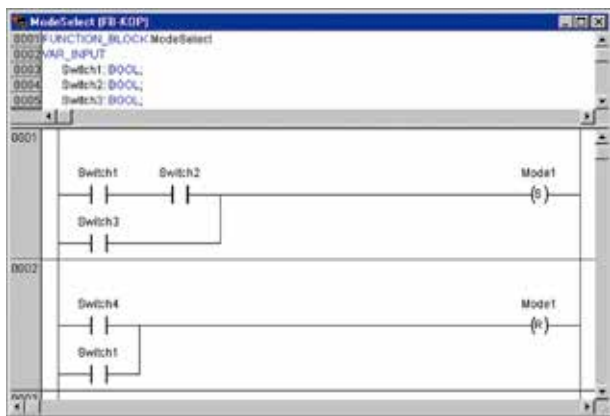 ModeSelect (FB-KOP)
0001 FUNCTION_BLOCK ModeSelect
0002 VAR_INPUT
0003 Switch1: BOOL;
0004 Switch2: BOOL;
0005 Switch3: BOOL;
0001
Switch1 Switch2 Mode1
(S)
Switch3
0002
Switch4 Mode1
(R)
Switch1
0003